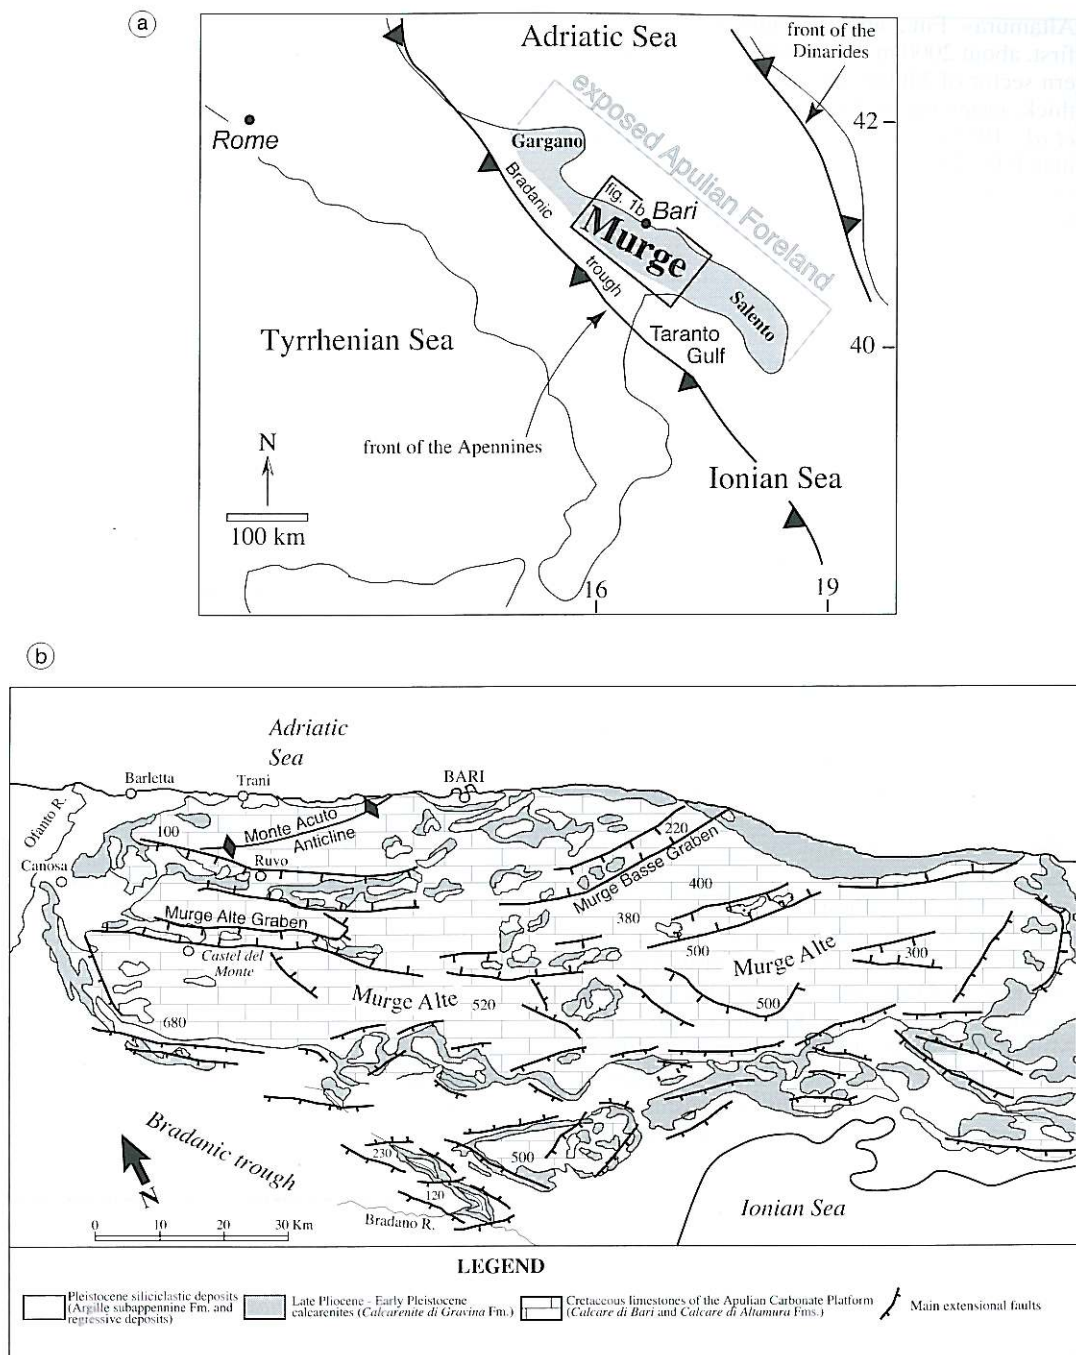 a
Adriatic Sea
front of the
Dinarides
42
Rome
Gargano
exposed Apulian Foreland
Bradanic
trough
fig. 1b
Bari
Murge
Salento
Tyrrhenian Sea
Taranto
Gulf
40
front of the Apennines
N
100 km
Ionian Sea
16
19
b
Adriatic
Sea
Barletta
Trani
BARI
Ofanto R.
100
Monte Acuto
Anticline
220
Canosa
Ruvo
Murge Basse Graben
400
Murge Alte Graben
380
Castel del
Monte
500
Murge Alte
300
Murge Alte
520
500
680
Bradanic trough
230
500
120
N
Bradano R.
Ionian Sea
0 10 20 30 Km
LEGEND
Pleistocene siliciclastic deposits
(Argille subappennine Fm. and
regressive deposits)
Late Pliocene - Early Pleistocene
calcarenites (Calcarenite di Gravina Fm.)
Cretaceous limestones of the Apulian Carbonate Platform
(Calcare di Bari and Calcare di Altamura Fms.)
Main extensional faults